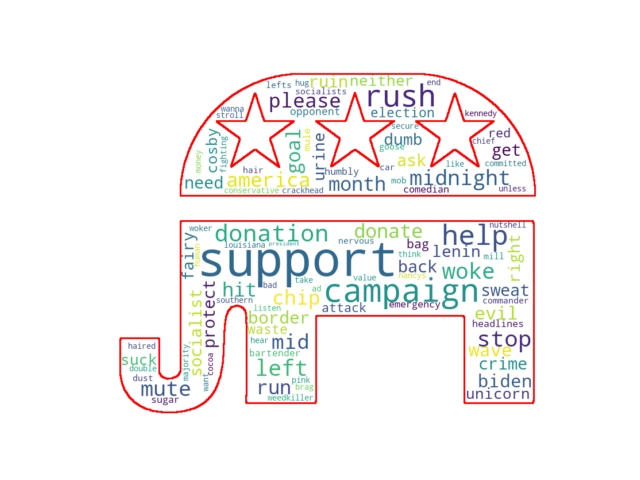 lefts hug ruin neither end
socialists
please rush
wanna stroll opponent election kennedy
secure
cosby fighting goal mule urine dumb red chief
goose get
money hair car ask like committed
humbly
need america month mob midnight
conservative crackhead comedian unless
woker donation donate help nutshell
louisiana president nervous bag lenin right
fairy human support think back woke mill
take value nancys
southern hit bad ad campaign sweat
chip emergency commander
protect listen border attack evil
socialist waste headlines
haired hear mid stop
suck bartender wave
double majority left crime
dust cocoa want pink biden
mute run brag
sugar weedkiller unicorn